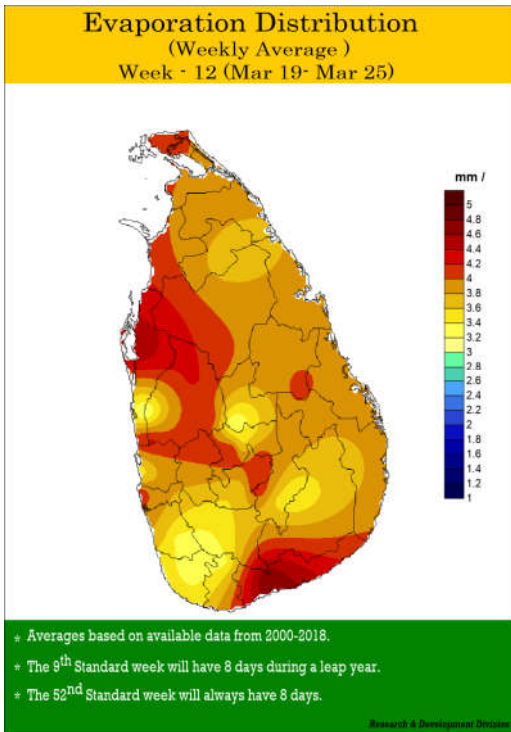 Evaporation Distribution
(Weekly Average )
Week - 12 (Mar 19- Mar 25)
mm /
5
4.8
4.6
4.4
4.2
4
3.8
3.6
3.4
3.2
3
2.8
2.6
2.4
2.2
2
1.8
1.6
1.4
1.2
1
* Averages based on available data from 2000-2018.
* The 9th Standard week will have 8 days during a leap year.
* The 52nd Standard week will always have 8 days.
Research & Development Division